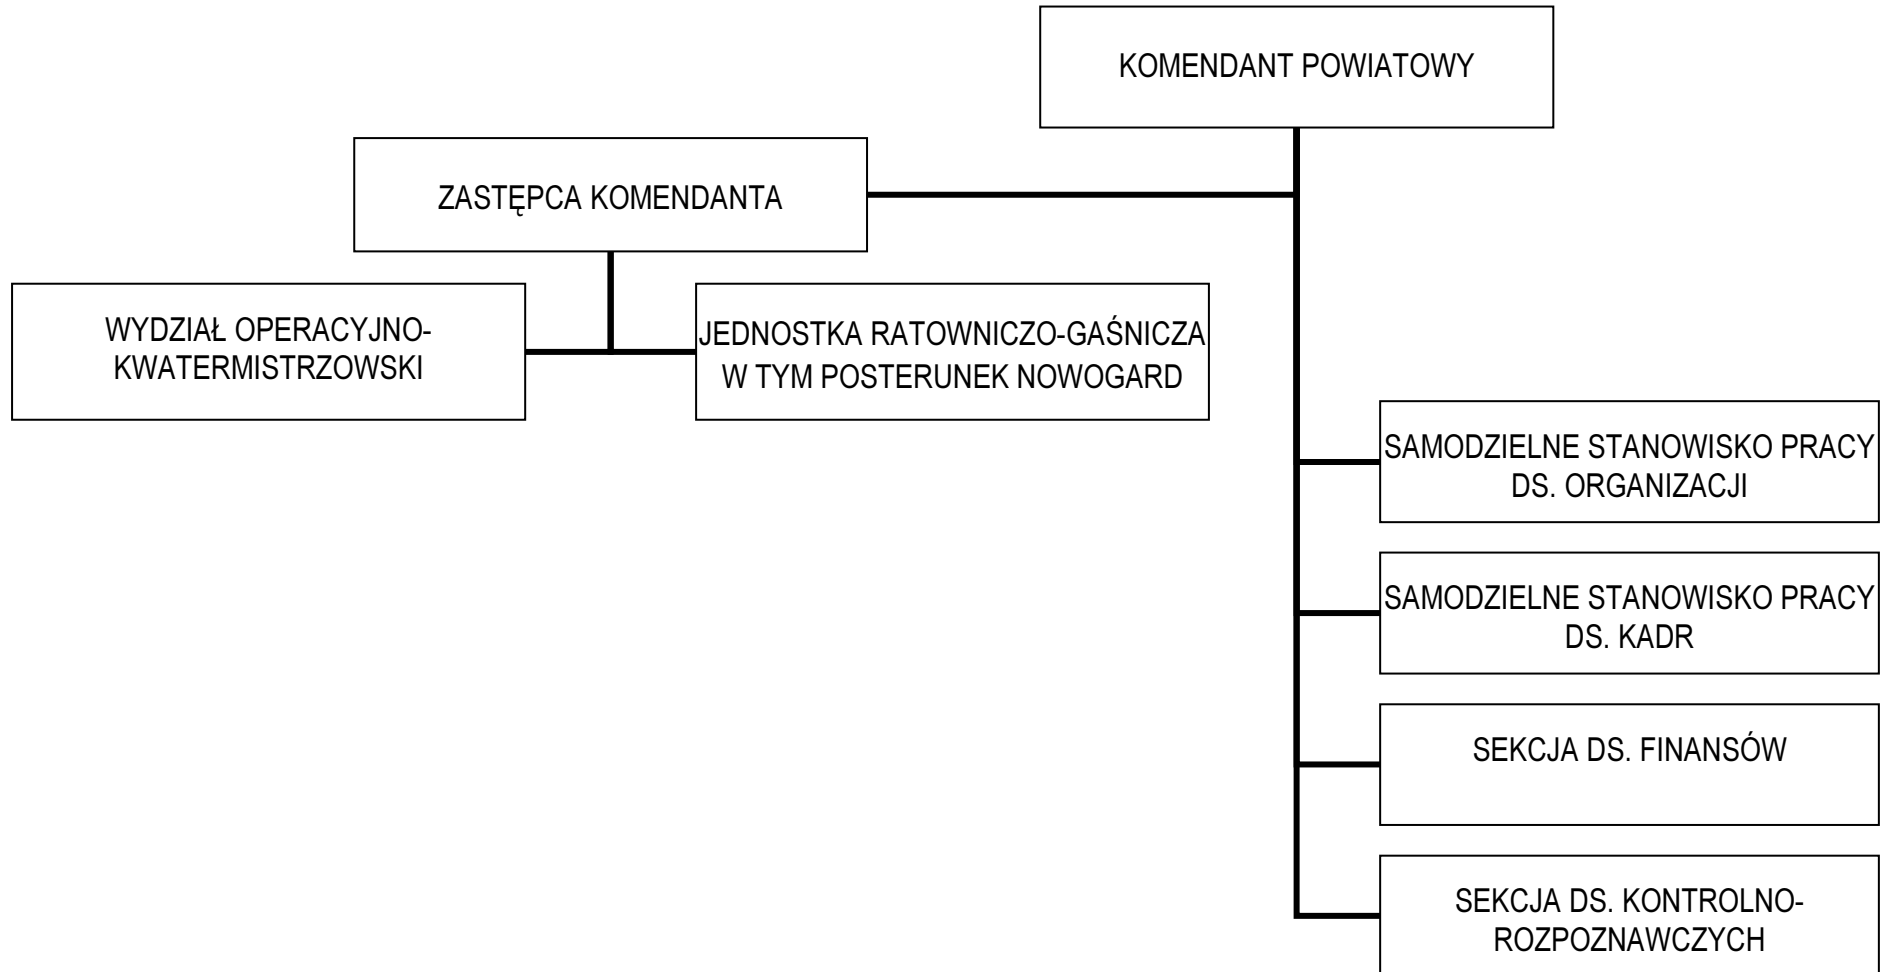 KOMENDANT POWIATOWY
ZASTĘPCA KOMENDANTA
WYDZIAŁ OPERACYJNO-
KWATERMISTRZOWSKI
JEDNOSTKA RATOWNICZO-GAŚNICZA
W TYM POSTERUNEK NOWOGARD
SAMODZIELNE STANOWISKO PRACY
DS. ORGANIZACJI
SAMODZIELNE STANOWISKO PRACY
DS. KADR
SEKCJA DS. FINANSÓW
SEKCJA DS. KONTROLNO-
ROZPOZNAWCZYCH